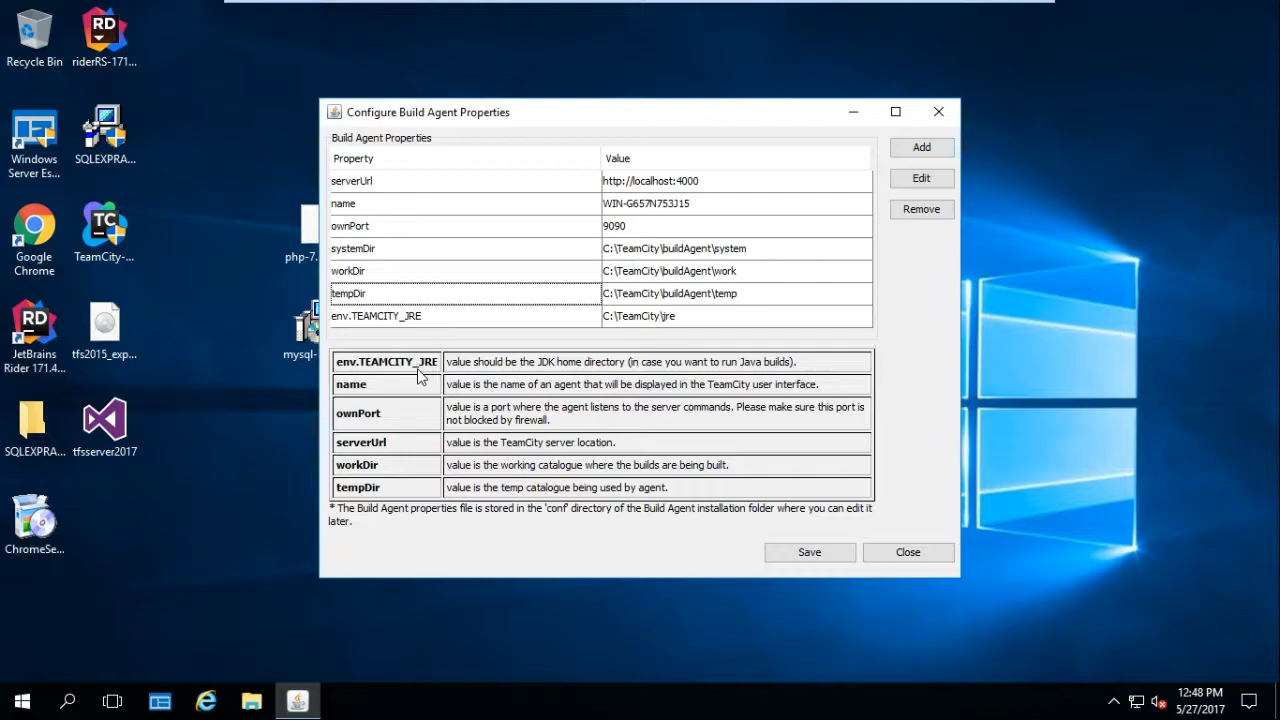 Recycle Bin
riderRS-171...
Windows
Server Es...
SQLEXPRA...
Google
Chrome
TeamCity-...
php-7.
JetBrains
Rider 171.4...
tfs2015_exp...
mysql-
SQLEXPRA...
tfsserver2017
ChromeSe...
RD
TC
RD
Configure Build Agent Properties
Build Agent Properties
Property Value
serverUrl http://localhost:4000
name WIN-G657N753J15
ownPort 9090
systemDir C:\TeamCity\buildAgent\system
workDir C:\TeamCity\buildAgent\work
tempDir C:\TeamCity\buildAgent\temp
env.TEAMCITY_JRE C:\TeamCity\jre
Add
Edit
Remove
env.TEAMCITY_JRE value should be the JDK home directory (in case you want to run Java builds).
name value is the name of an agent that will be displayed in the TeamCity user interface.
ownPort value is a port where the agent listens to the server commands. Please make sure this port is
not blocked by firewall.
serverUrl value is the TeamCity server location.
workDir value is the working catalogue where the builds are being built.
tempDir value is the temp catalogue being used by agent.
* The Build Agent properties file is stored in the 'conf' directory of the Build Agent installation folder where you can edit it
later.
Save Close
12:48 PM
5/27/2017